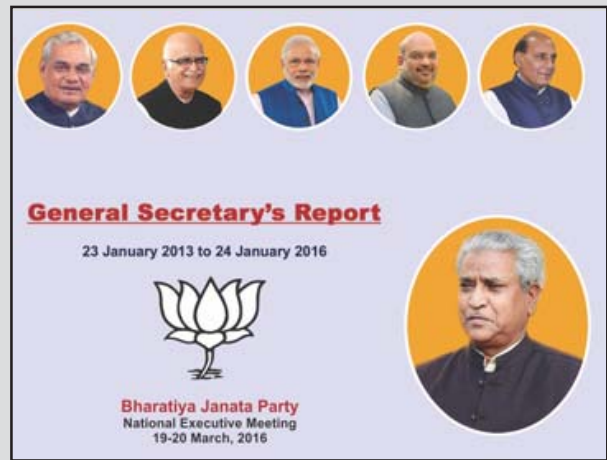 General Secretary's Report
23 January 2013 to 24 January 2016
Bharatiya Janata Party
National Executive Meeting
19-20 March, 2016